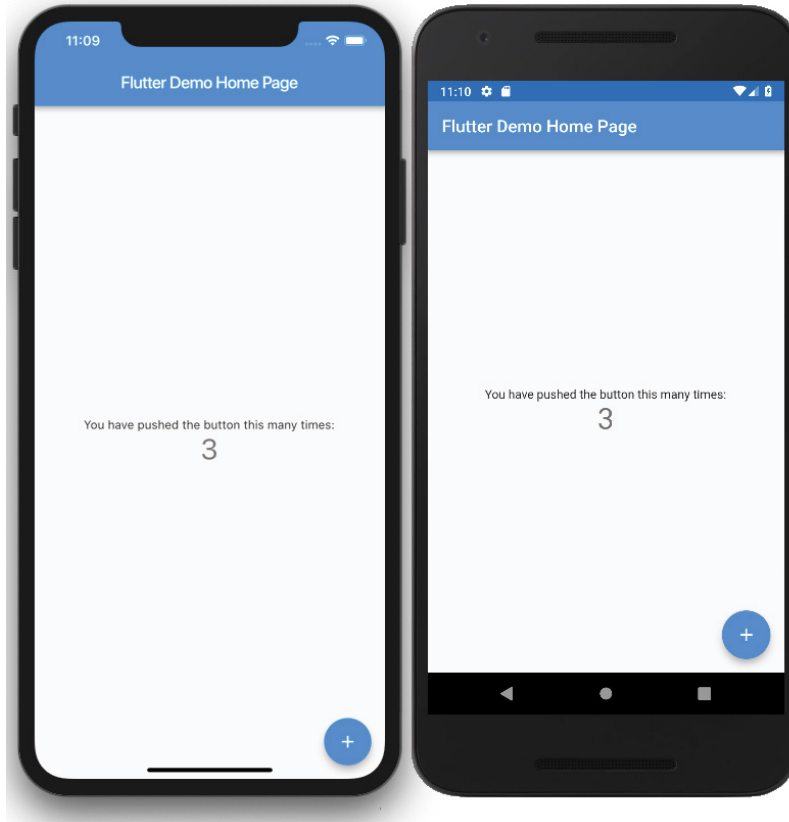 11:09
Flutter Demo Home Page
You have pushed the button this many times:
3
+
11:10
Flutter Demo Home Page
You have pushed the button this many times:
3
+